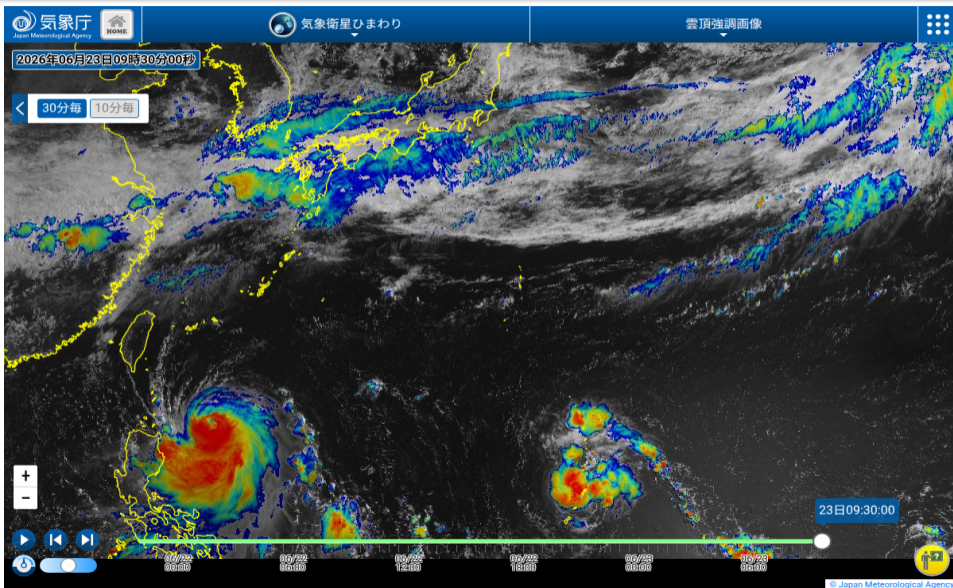 気象庁
Japan Meteorological Agency
HOME
気象衛星ひまわり
雲頂強調画像
2026年06月23日09時30分00秒
30分毎
10分毎
+
−
23日09:30:00
06/22
06:00
06/22
12:00
06/22
18:00
06/23
00:00
06/23
06:00
© Japan Meteorological Agency